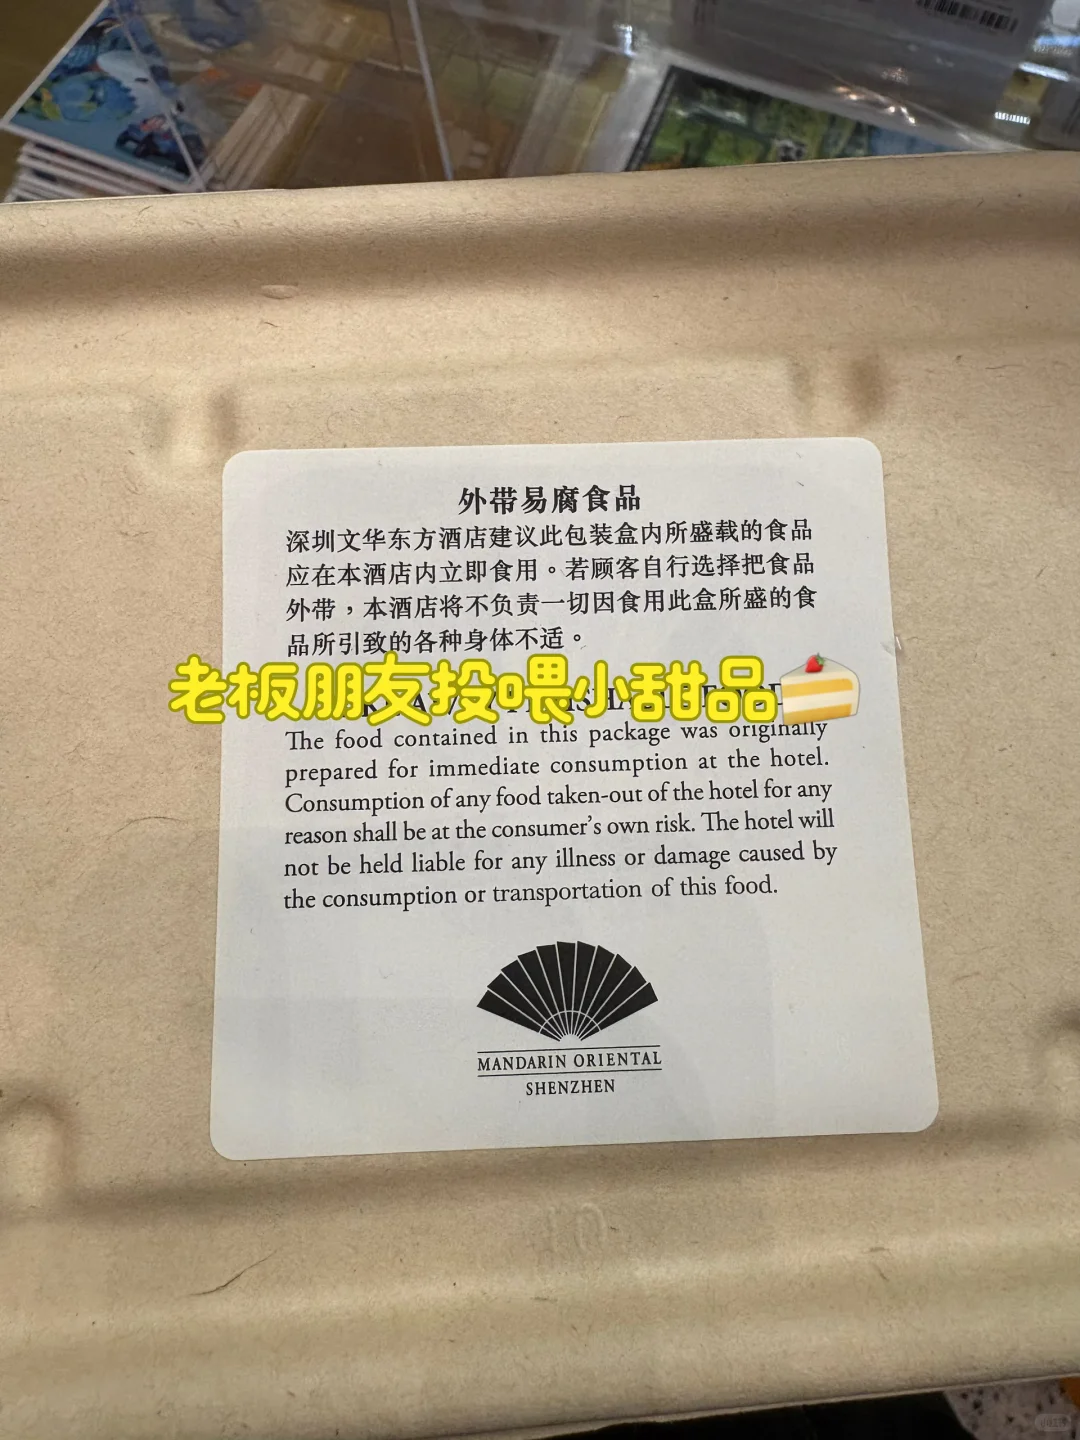 外带易腐食品
深圳文华东方酒店建议此包装盒内所盛载的食品
应在本酒店内立即食用。若顾客自行选择把食品
外带，本酒店将不负责一切因食用此盒所盛的食
品所引致的各种身体不适。
老板朋友投喂小甜品🍰
The food contained in this package was originally
prepared for immediate consumption at the hotel.
Consumption of any food taken-out of the hotel for any
reason shall be at the consumer's own risk. The hotel will
not be held liable for any illness or damage caused by
the consumption or transportation of this food.
MANDARIN ORIENTAL
SHENZHEN